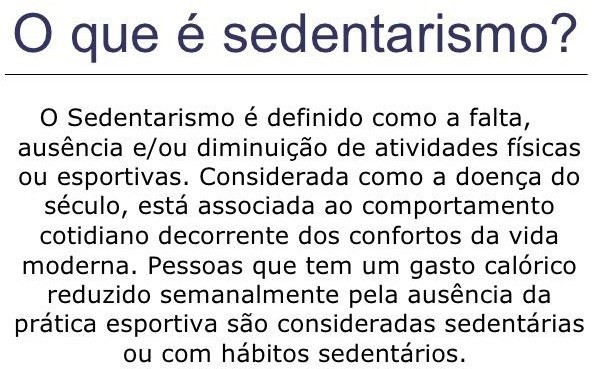 O que é sedentarismo?
O Sedentarismo é definido como a falta,
ausência e/ou diminuição de atividades físicas
ou esportivas. Considerada como a doença do
século, está associada ao comportamento
cotidiano decorrente dos confortos da vida
moderna. Pessoas que tem um gasto calórico
reduzido semanalmente pela ausência da
prática esportiva são consideradas sedentárias
ou com hábitos sedentários.